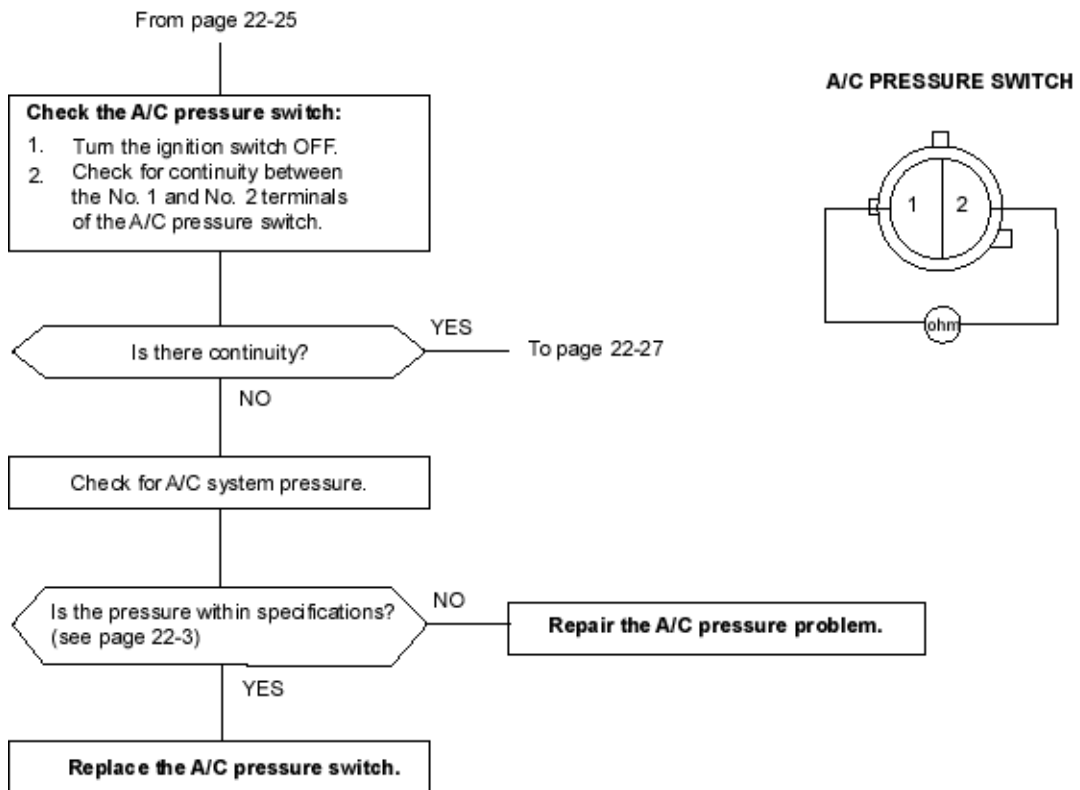 From page 22-25
Check the A/C pressure switch:
1. Turn the ignition switch OFF.
2. Check for continuity between
the No. 1 and No. 2 terminals
of the A/C pressure switch.
A/C PRESSURE SWITCH
1 2
ohm
Is there continuity?
YES
To page 22-27
NO
Check for A/C system pressure.
Is the pressure within specifications?
(see page 22-3)
NO
Repair the A/C pressure problem.
YES
Replace the A/C pressure switch.